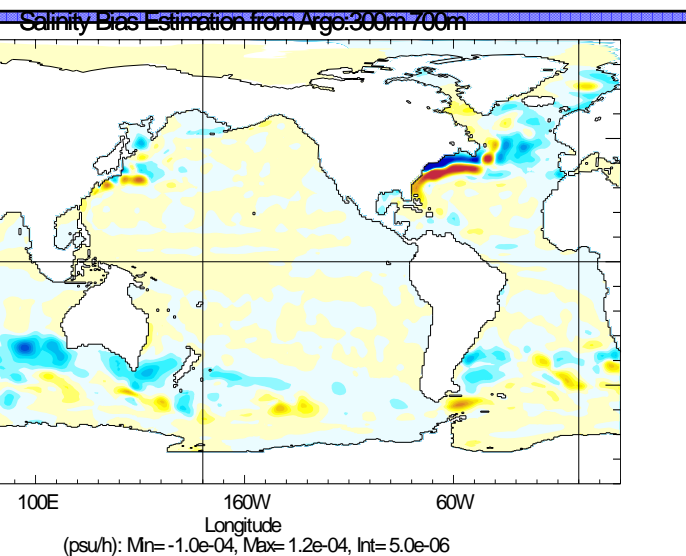 Salinity Bias Estimation from Argo:300m 700m
100E 160W 60W
Longitude
(psu/h): Min= -1.0e-04, Max= 1.2e-04, Int= 5.0e-06